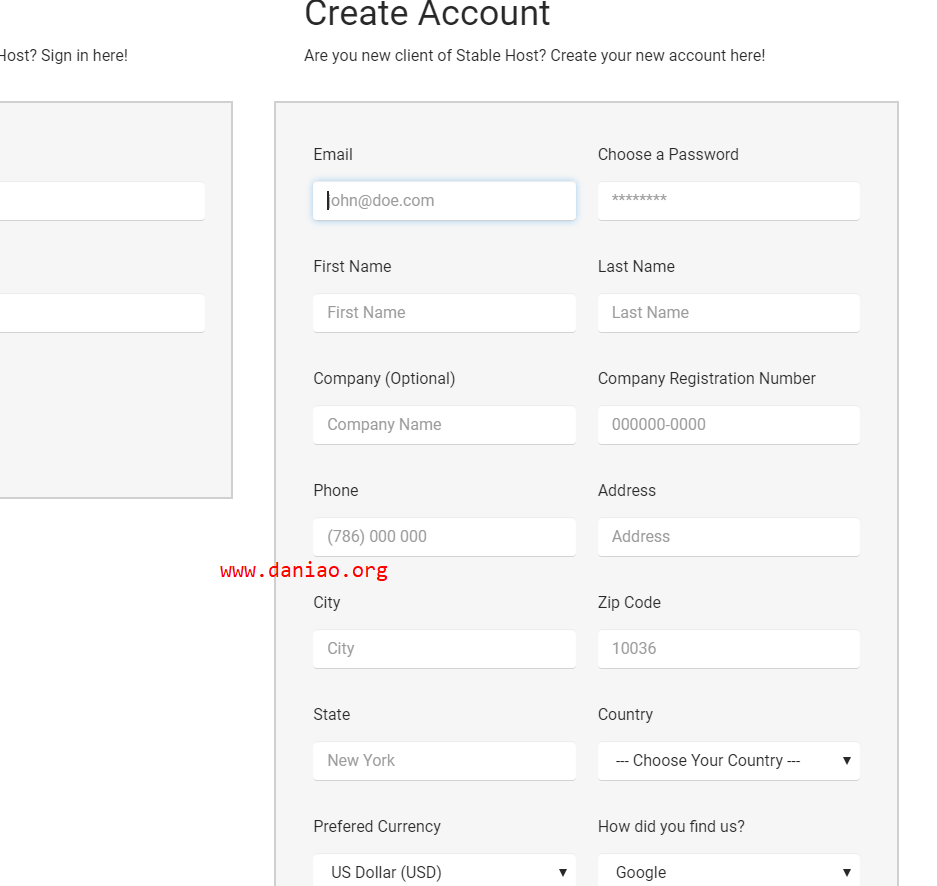 Create Account
Host? Sign in here!
Are you new client of Stable Host? Create your new account here!
Email
Choose a Password
john@doe.com
********
First Name
Last Name
First Name
Last Name
Company (Optional)
Company Registration Number
Company Name
000000-0000
Phone
Address
(786) 000 000
Address
www.daniao.org
City
Zip Code
City
10036
State
Country
New York
--- Choose Your Country ---
Prefered Currency
How did you find us?
US Dollar (USD)
Google